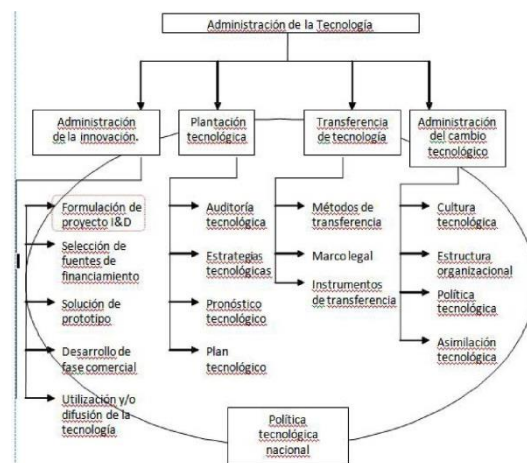 Administración de la Tecnología
Administración
de la innovación.
Plantación
tecnológica
Transferencia
de tecnología
Administración
del cambio
tecnológico
Formulación de
proyecto I&D
Selección de
fuentes de
financiamiento
Solución de
prototipo
Desarrollo de
fase comercial
Utilización y/o
difusión de la
tecnología
Auditoría
tecnológica
Estrategias
tecnológicas
Pronóstico
tecnológico
Plan
tecnológico
Métodos de
transferencia
Marco legal
Instrumentos
de transferencia
Cultura
tecnológica
Estructura
organizacional
Política
tecnológica
Asimilación
tecnológica
Política
tecnológica
nacional